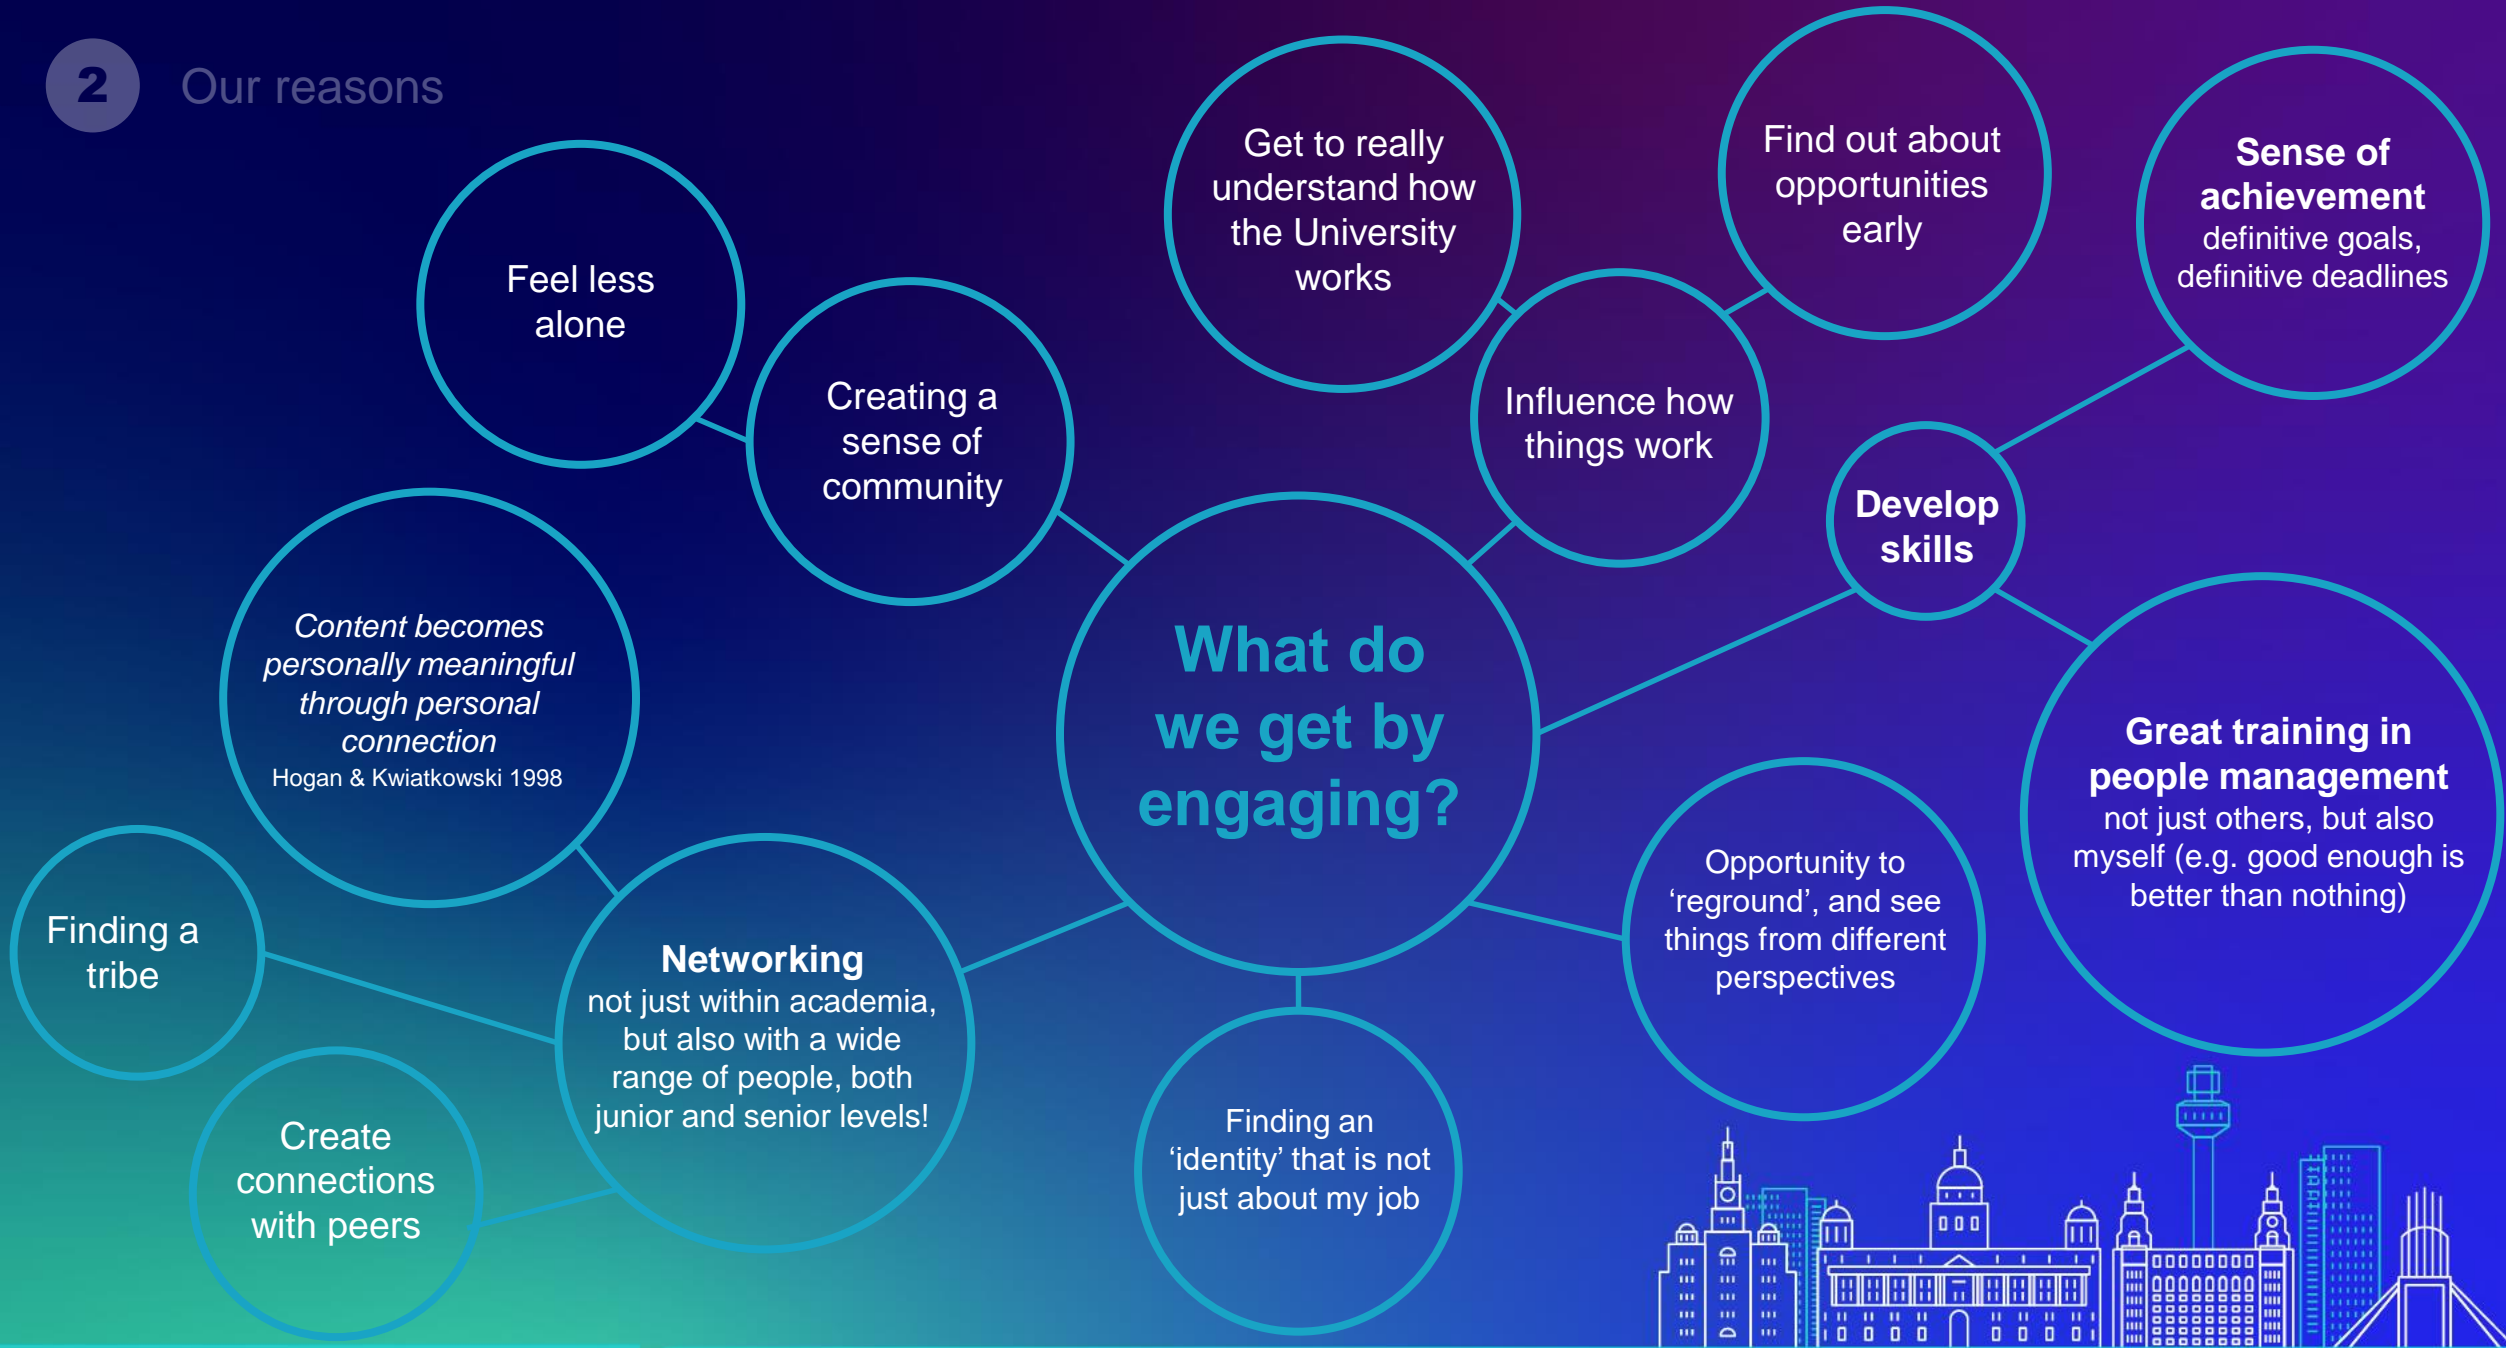 2
Our reasons
Feel less
alone
Creating a
sense of
community
Get to really
understand how
the University
works
Find out about
opportunities
early
Influence how
things work
Sense of
achievement
definitive goals,
definitive deadlines
Develop
skills
Great training in
people management
not just others, but also
myself (e.g. good enough is
better than nothing)
What do
we get by
engaging?
Content becomes
personally meaningful
through personal
connection
Hogan & Kwiatkowski 1998
Finding a
tribe
Networking
not just within academia,
but also with a wide
range of people, both
junior and senior levels!
Create
connections
with peers
Finding an
‘identity’ that is not
just about my job
Opportunity to
‘reground’, and see
things from different
perspectives